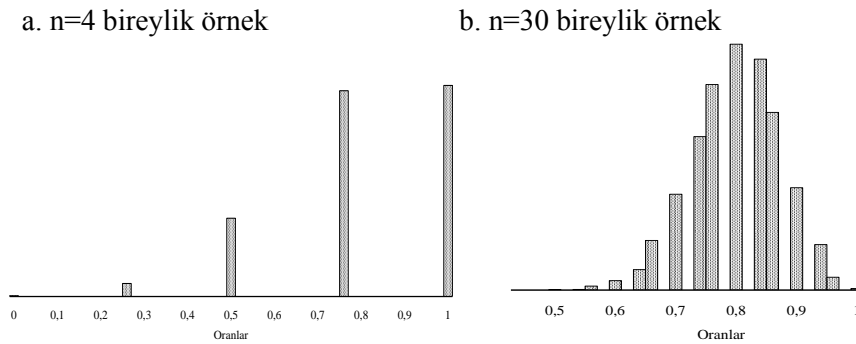 a. n=4 bireylik örnek
b. n=30 bireylik örnek
0 0,1 0,2 0,3 0,4 0,5 0,6 0,7 0,8 0,9 1
Oranlar
0,5 0,6 0,7 0,8 0,9 1
Oranlar